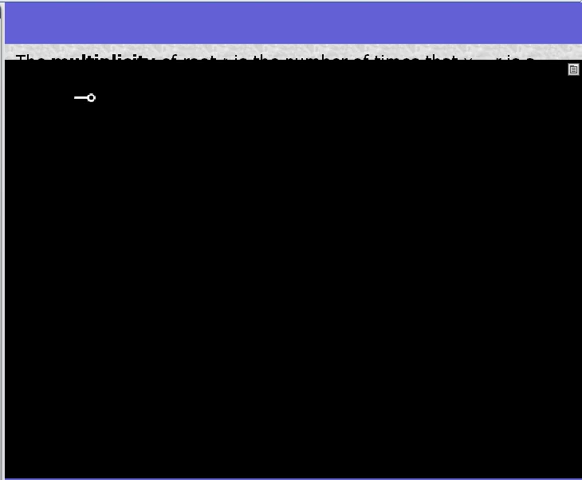 The multiplicity of root r is the number of times that x – r is a